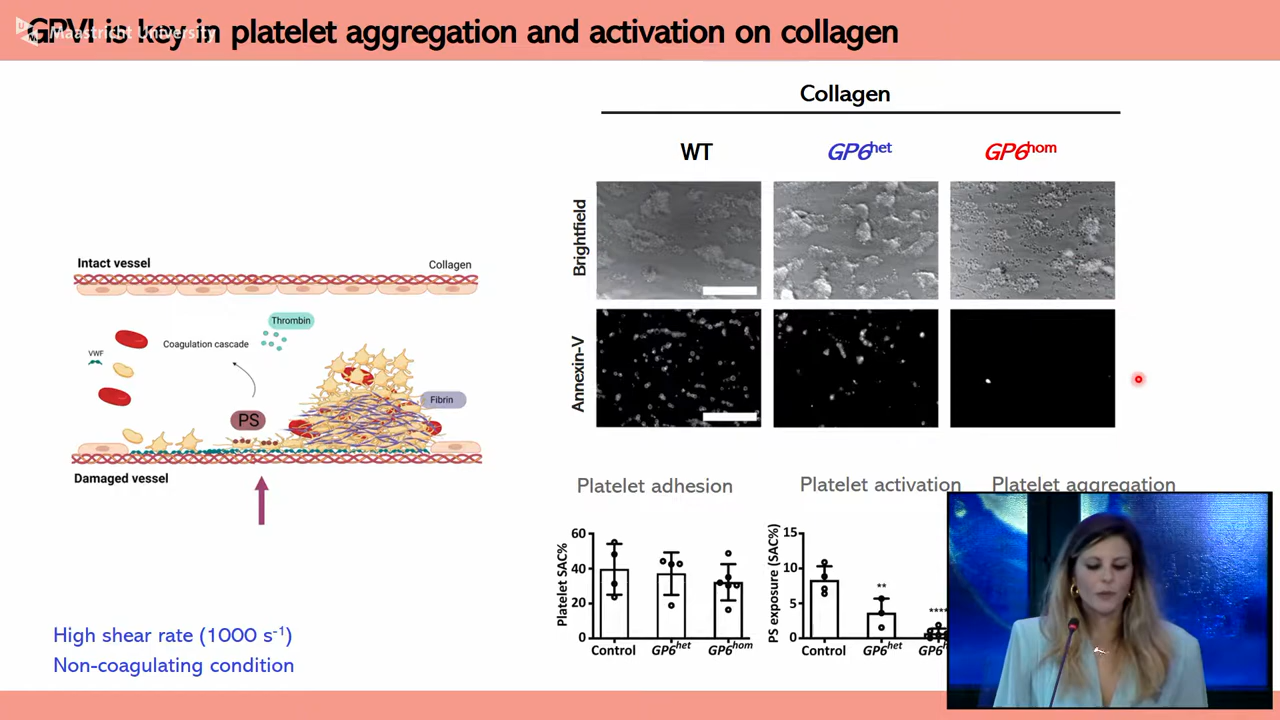 GPVI is key in platelet aggregation and activation on collagen
Maastricht University
Collagen
WT
GP6het
GP6hom
Brightfield
Annexin-V
Intact vessel
Collagen
Thrombin
Coagulation cascade
VWF
PS
Fibrin
Damaged vessel
High shear rate (1000 s-1)
Non-coagulating condition
Platelet adhesion
Platelet activation
Platelet aggregation
Platelet SAC%
60
40
20
0
Control
GP6het
GP6hom
PS exposure (SAC%)
15
10
5
0
**
****
Control
GP6het